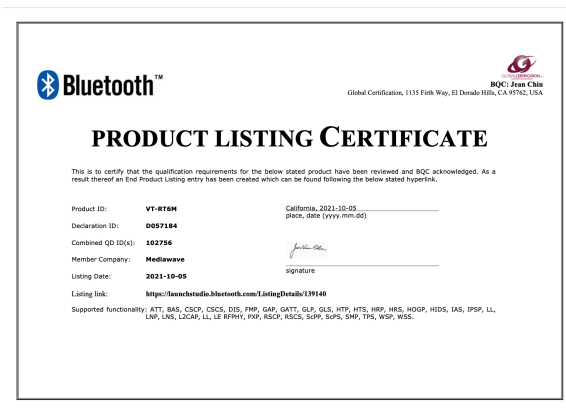 Bluetooth™
GLOBAL CERTIFICATION
BQC: Jean Chin
Global Certification, 1135 Firth Way, El Dorado Hills, CA 95762, USA
PRODUCT LISTING CERTIFICATE
This is to certify that the qualification requirements for the below stated product have been reviewed and BQC acknowledged. As a
result thereof an End Product Listing entry has been created which can be found following the below stated hyperlink.
Product ID: VT-RT6M
California, 2021-10-05
place, date (yyyy.mm.dd)
Declaration ID: D057184
Combined QD ID(s): 102756
Member Company: Mediawave
signature
Listing Date: 2021-10-05
Listing link: https://launchstudio.bluetooth.com/ListingDetails/139140
Supported functionality: ATT, BAS, CSCP, CSCS, DIS, FMP, GAP, GATT, GLP, GLS, HTP, HTS, HRP, HRS, HOGP, HIDS, IAS, IPSP, LL,
LNP, LNS, L2CAP, LL, LE RFPHY, PXP, RSCP, RSCS, ScPP, ScPS, SMP, TPS, WSP, WSS.